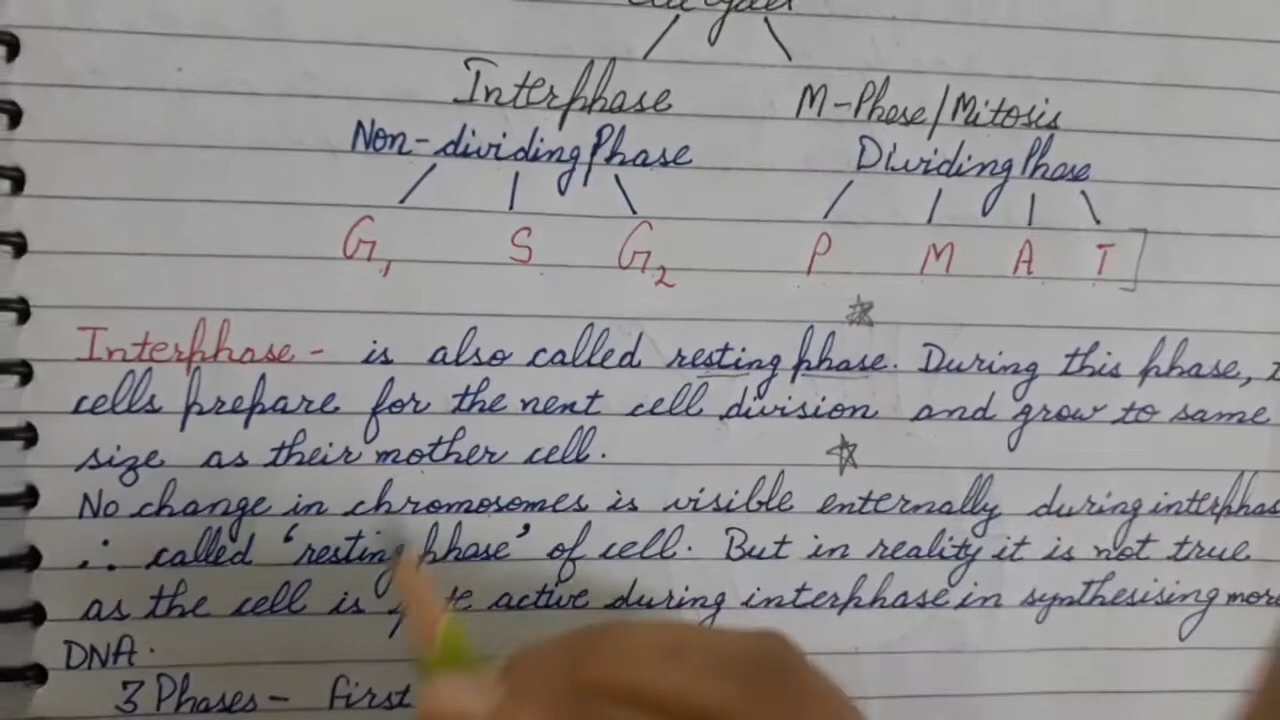 Interphase M-Phase/Mitosis
Non-dividing Phase Dividing Phase
G1 S G2 P M A T]
Interphase - is also called resting phase. During this phase,
cells prepare for the next cell division and grow to same
size as their mother cell.
No change in chromosomes is visible externally during interphas
∴ called 'resting phase' of cell. But in reality it is not true
as the cell is active during interphase in synthesising more
DNA.
3 Phases - First